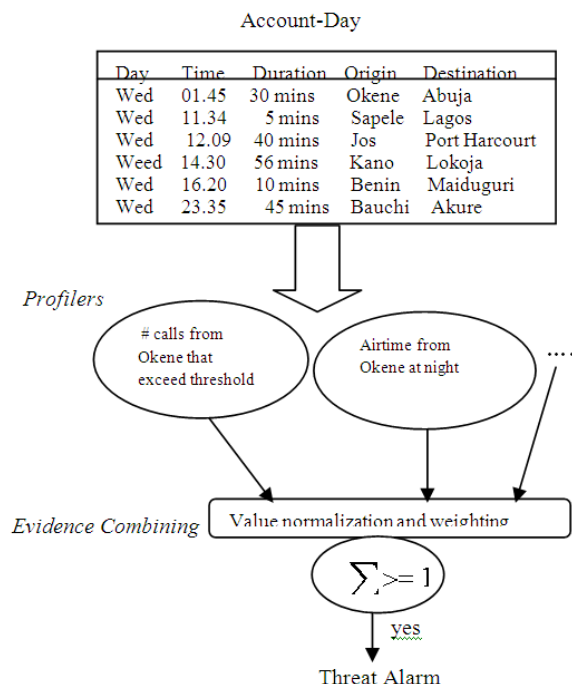 Account-Day
Day Time Duration Origin Destination
Wed 01.45 30 mins Okene Abuja
Wed 11.34 5 mins Sapele Lagos
Wed 12.09 40 mins Jos Port Harcourt
Weed 14.30 56 mins Kano Lokoja
Wed 16.20 10 mins Benin Maiduguri
Wed 23.35 45 mins Bauchi Akure
Profilers
# calls from
Okene that
exceed threshold
Airtime from
Okene at night
....
Evidence Combining
Value normalization and weighting
∑ >= 1
yes
Threat Alarm